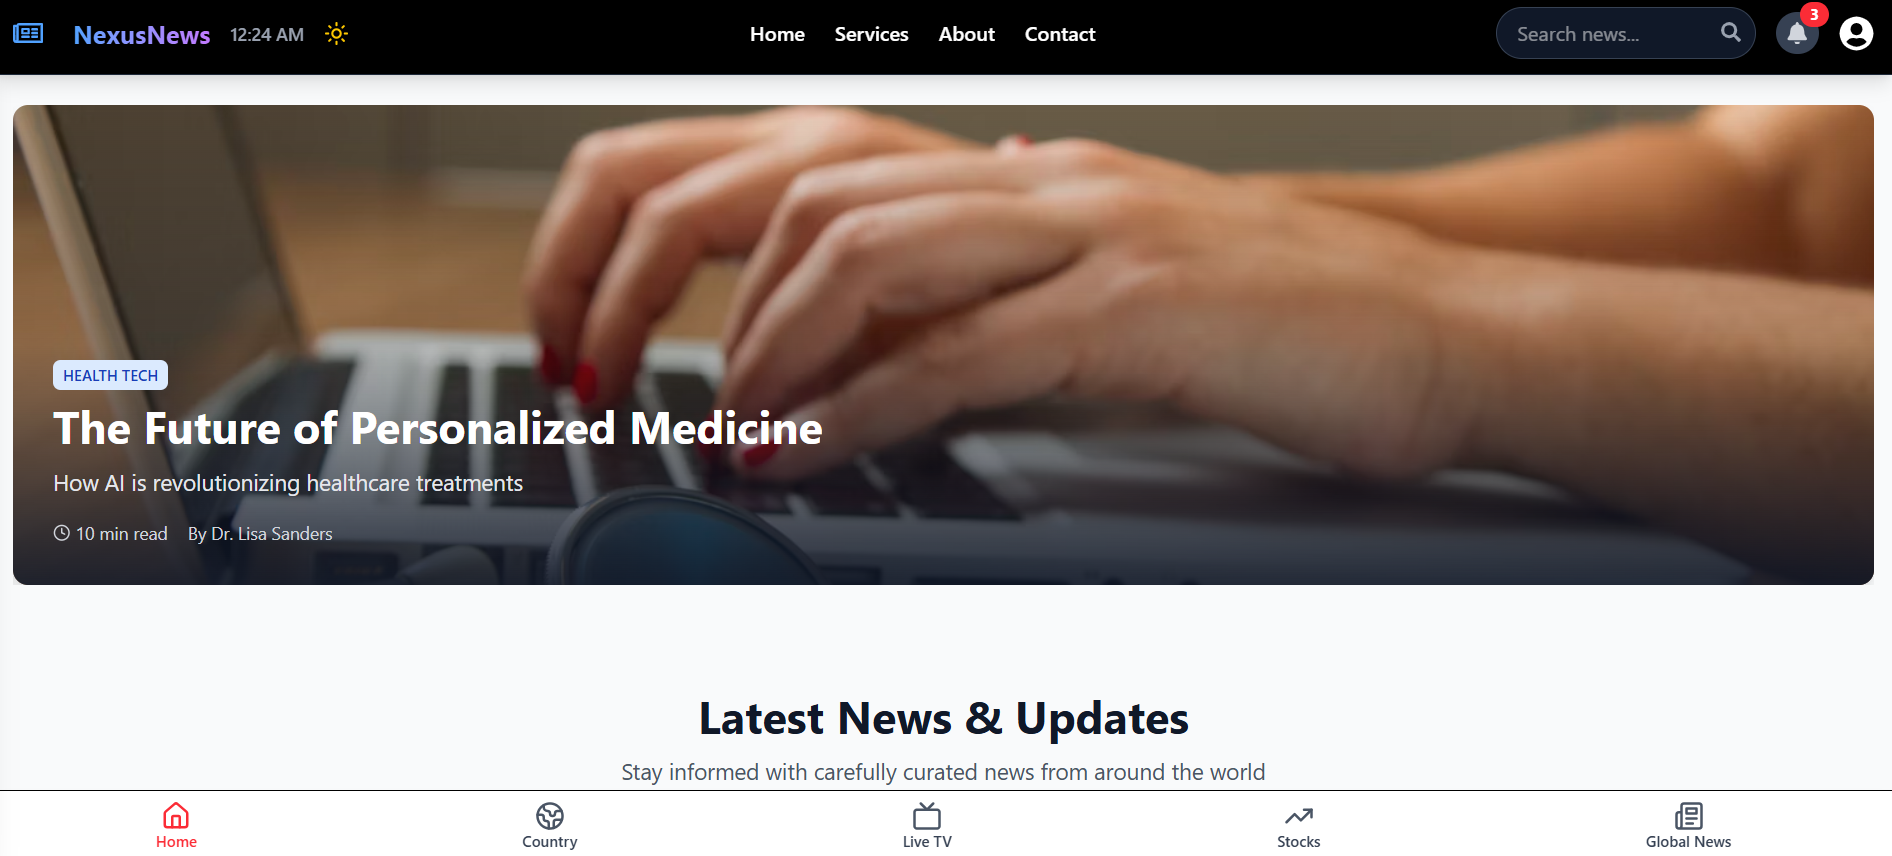 NexusNews 12:24 AM Home Services About Contact Search news... 3
HEALTH TECH
The Future of Personalized Medicine
How AI is revolutionizing healthcare treatments
10 min read By Dr. Lisa Sanders
Latest News & Updates
Stay informed with carefully curated news from around the world
Home Country Live TV Stocks Global News